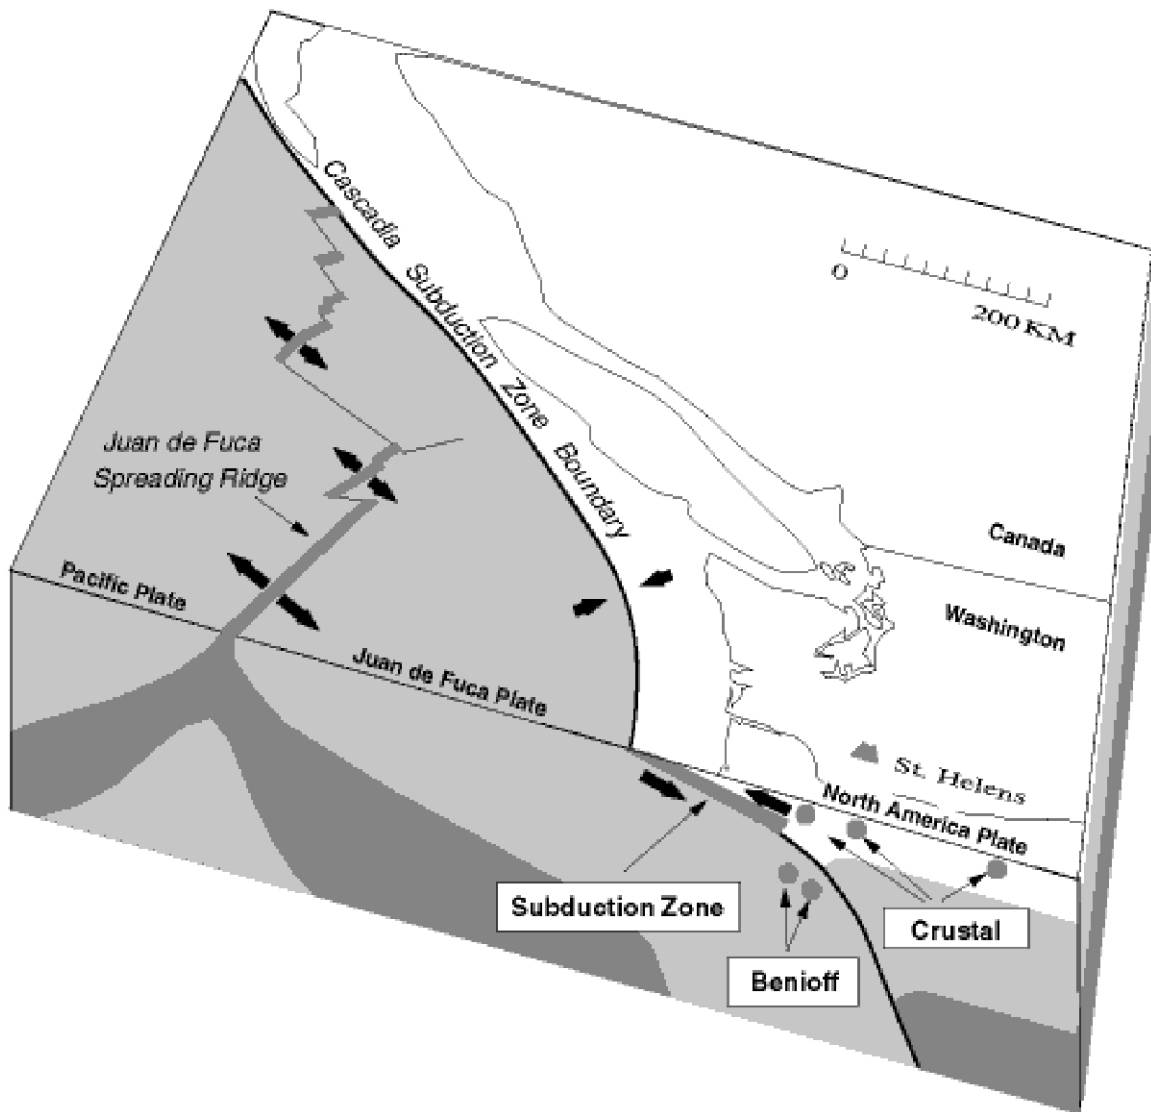 Cascadia Subduction Zone Boundary
0
200 KM
Juan de Fuca
Spreading Ridge
Canada
Pacific Plate
Washington
Juan de Fuca Plate
St. Helens
North America Plate
Subduction Zone
Crustal
Benioff